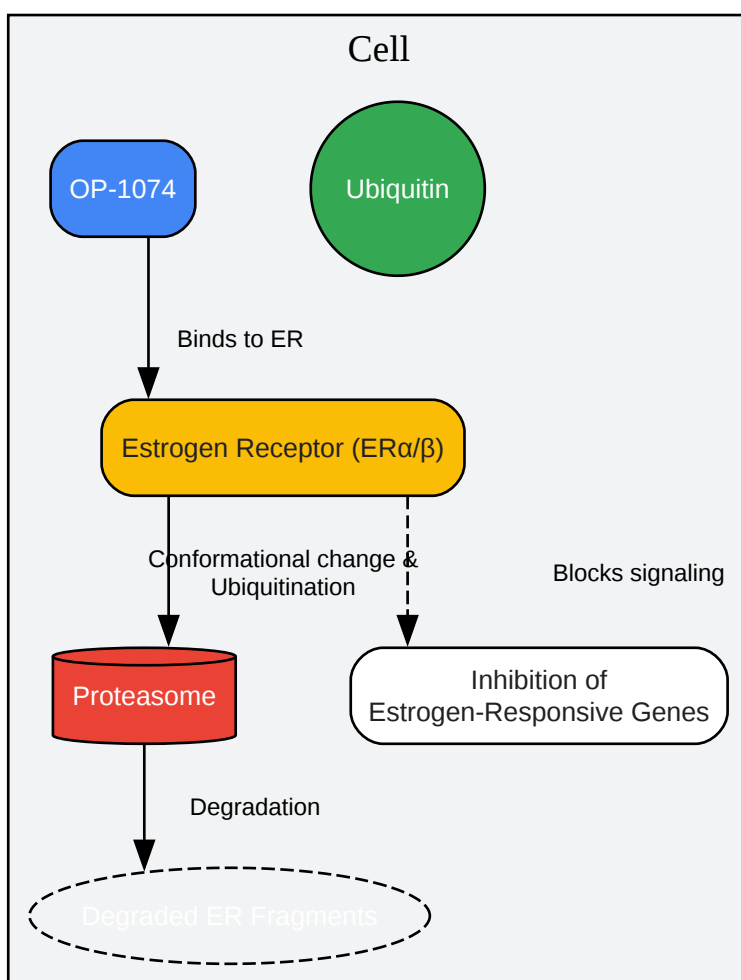 Cell
OP-1074
Ubiquitin
Binds to ER
Estrogen Receptor (ERα/β)
Conformational change &
Ubiquitination
Blocks signaling
Proteasome
Inhibition of
Estrogen-Responsive Genes
Degradation
Degraded ER Fragments